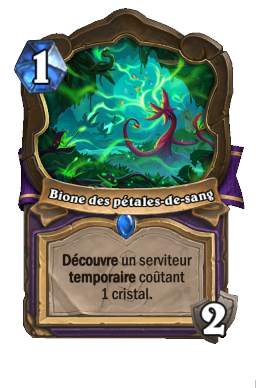 1
Bione des pétales-de-sang
Découvre un serviteur
temporaire coûtant
1 cristal.
2